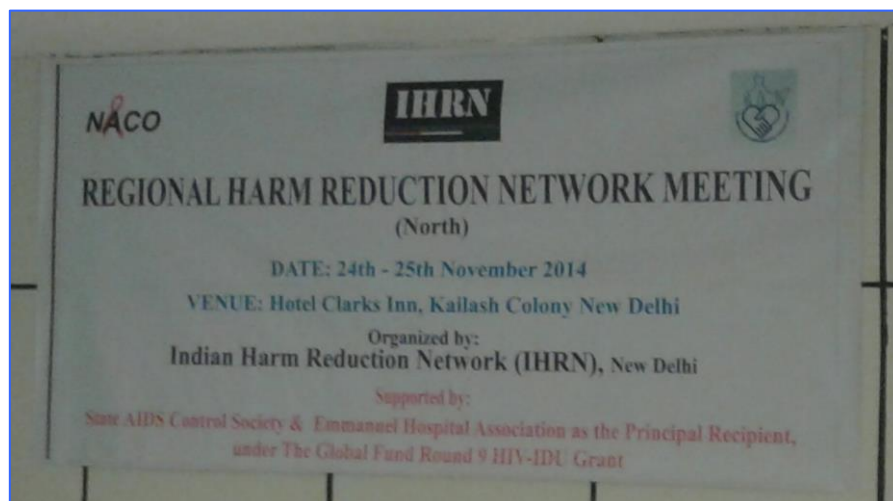 NACO
IHRN
REGIONAL HARM REDUCTION NETWORK MEETING
(North)
DATE: 24th - 25th November 2014
VENUE: Hotel Clarks Inn, Kailash Colony New Delhi
Organized by:
Indian Harm Reduction Network (IHRN), New Delhi
Supported by:
State AIDS Control Society & Emmanuel Hospital Association as the Principal Recipient,
under The Global Fund Round 9 HIV-IDU Grant